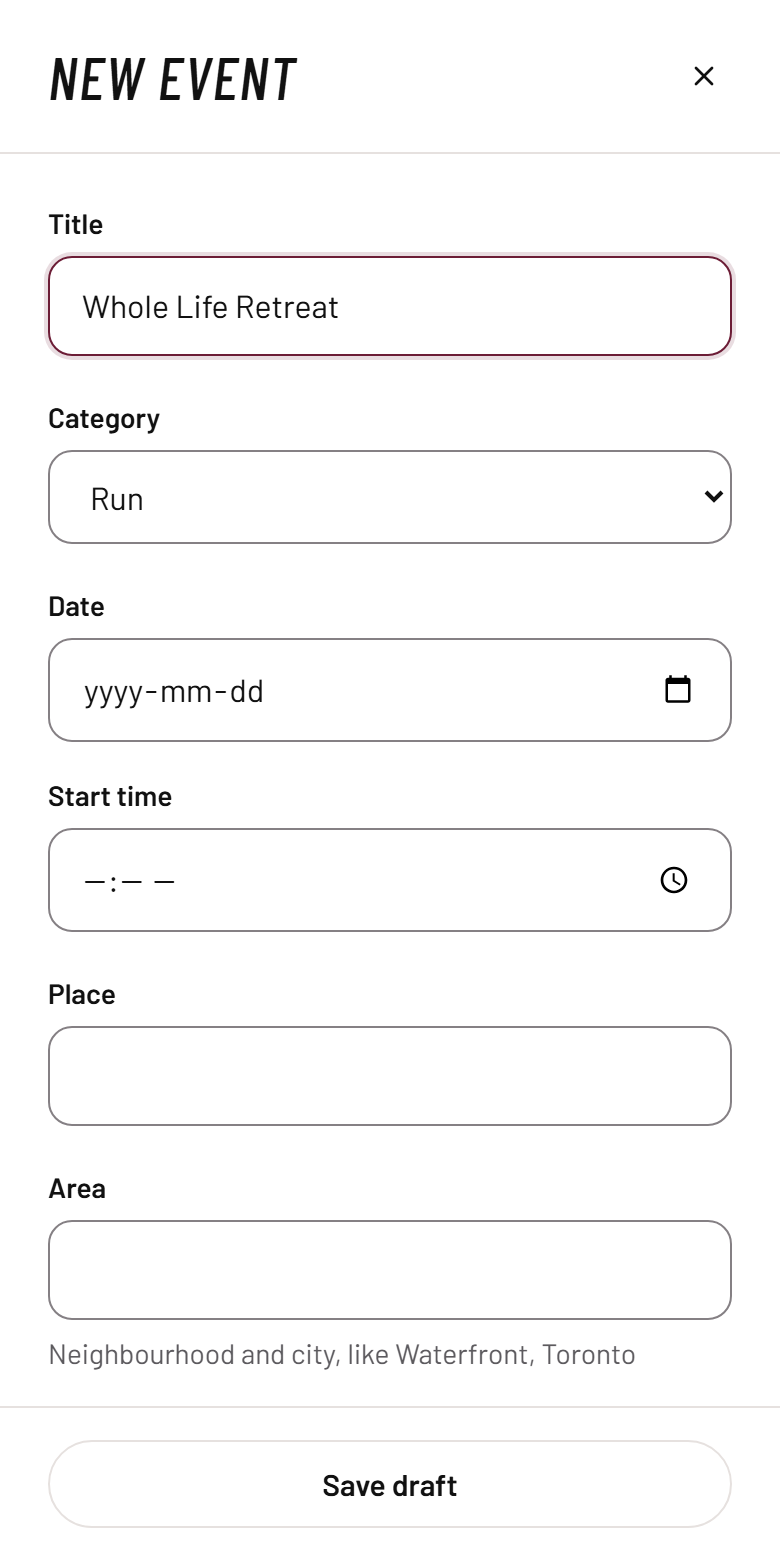 NEW EVENT
Title
Whole Life Retreat
Category
Run
Date
yyyy-mm-dd
Start time
–:– –
Place
Area
Neighbourhood and city, like Waterfront, Toronto
Save draft